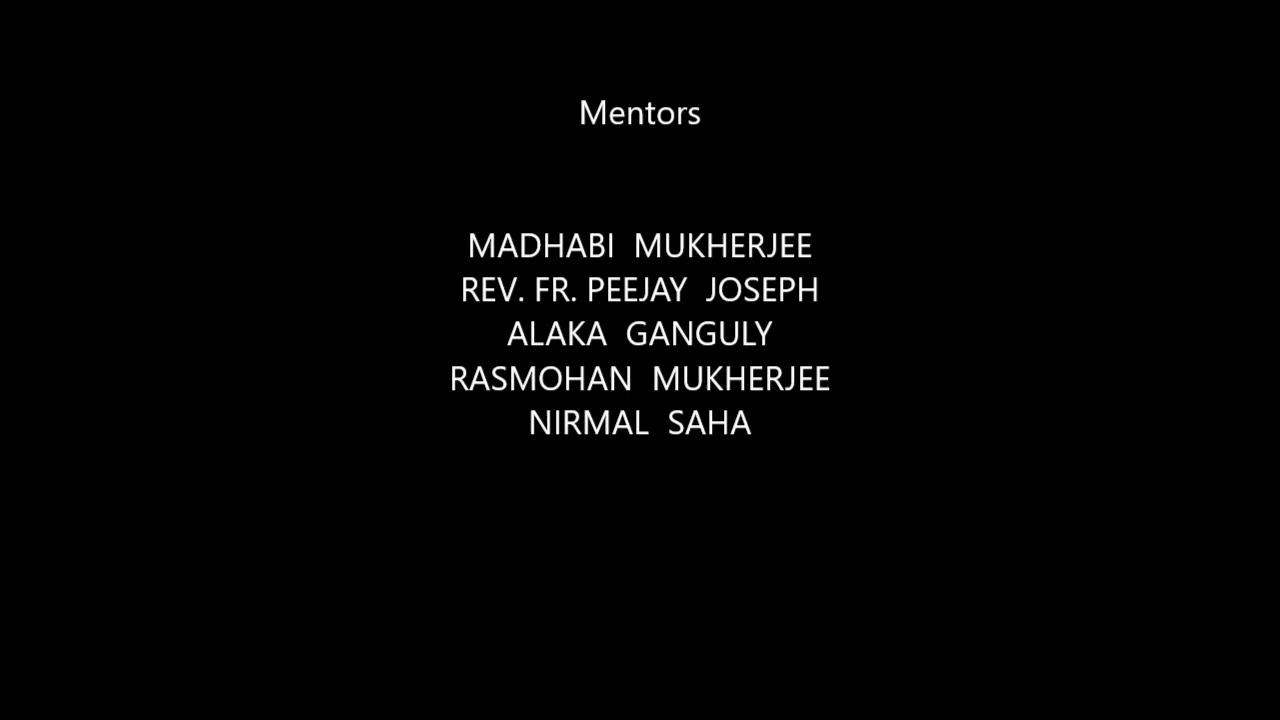 Mentors
MADHABI MUKHERJEE
REV. FR. PEEJAY JOSEPH
ALAKA GANGULY
RASMOHAN MUKHERJEE
NIRMAL SAHA